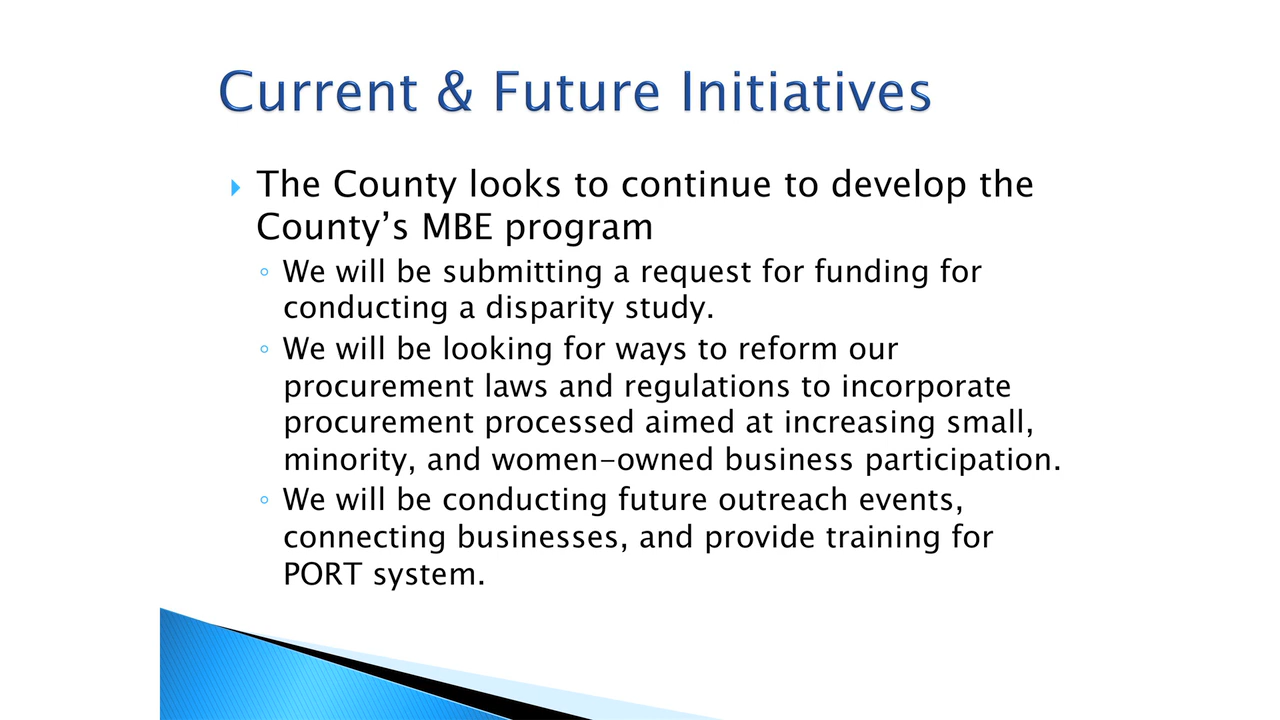 Current & Future Initiatives
The County looks to continue to develop the
County’s MBE program
We will be submitting a request for funding for
conducting a disparity study.
We will be looking for ways to reform our
procurement laws and regulations to incorporate
procurement processed aimed at increasing small,
minority, and women-owned business participation.
We will be conducting future outreach events,
connecting businesses, and provide training for
PORT system.